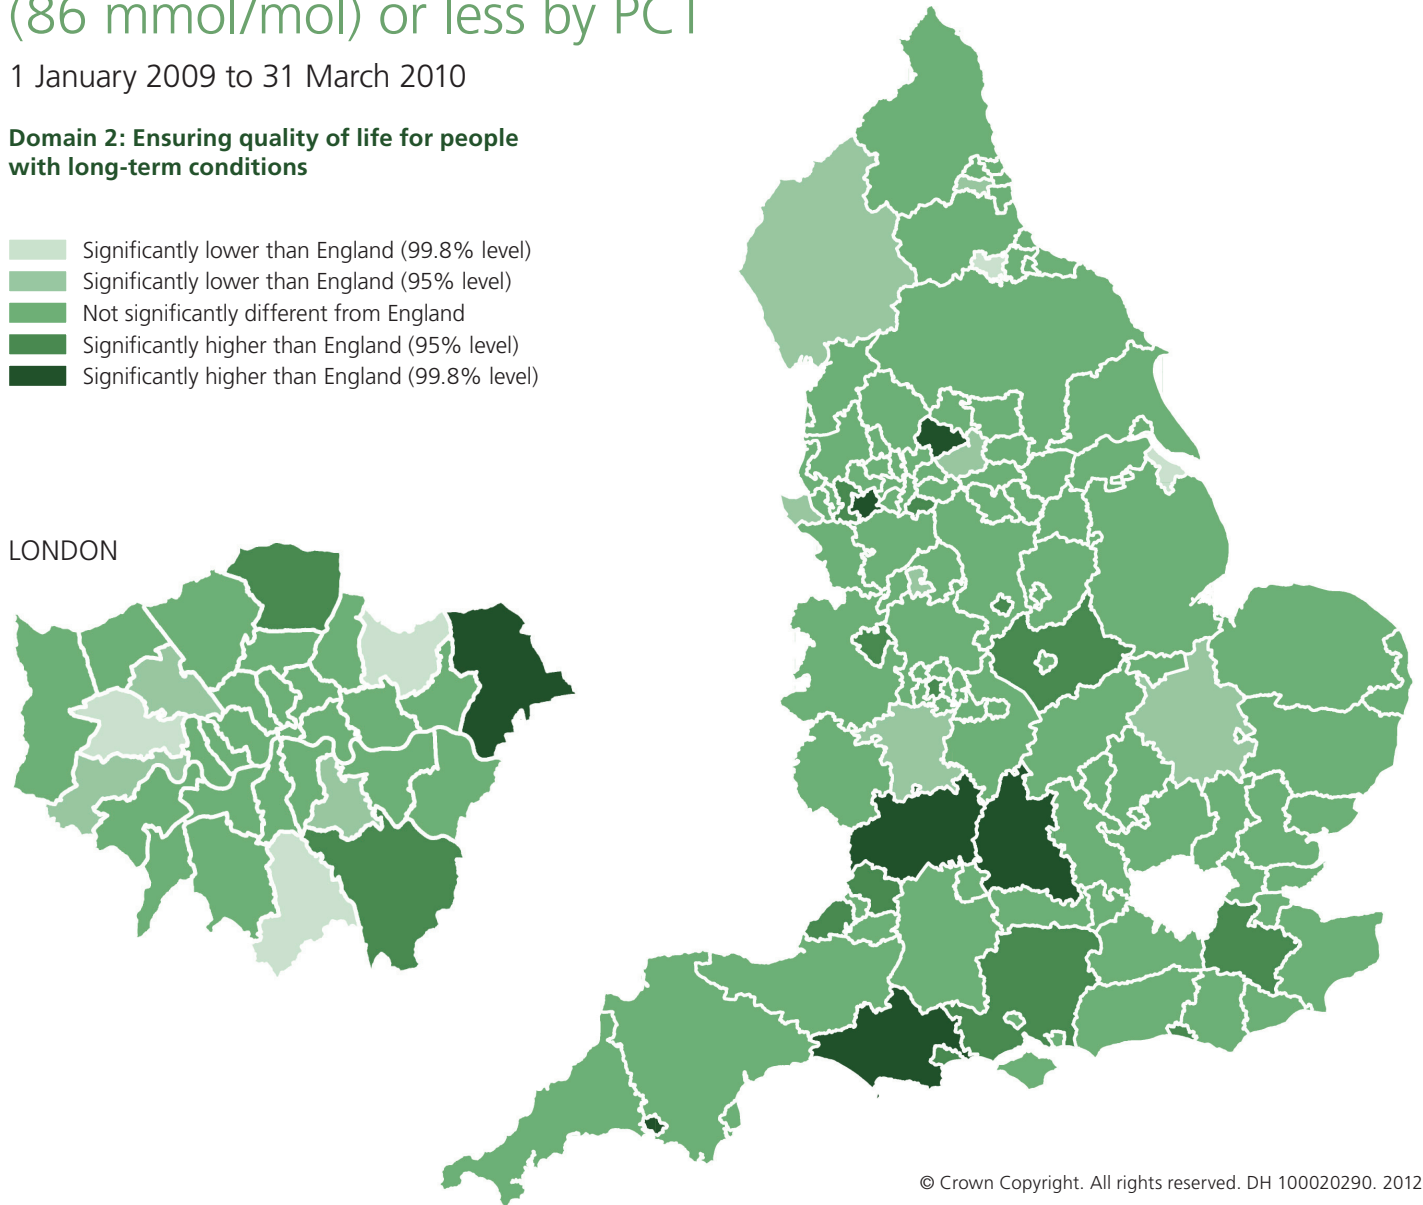 (86 mmol/mol) or less by PCT
1 January 2009 to 31 March 2010
Domain 2: Ensuring quality of life for people
with long-term conditions
Significantly lower than England (99.8% level)
Significantly lower than England (95% level)
Not significantly different from England
Significantly higher than England (95% level)
Significantly higher than England (99.8% level)
LONDON
© Crown Copyright. All rights reserved. DH 100020290. 2012